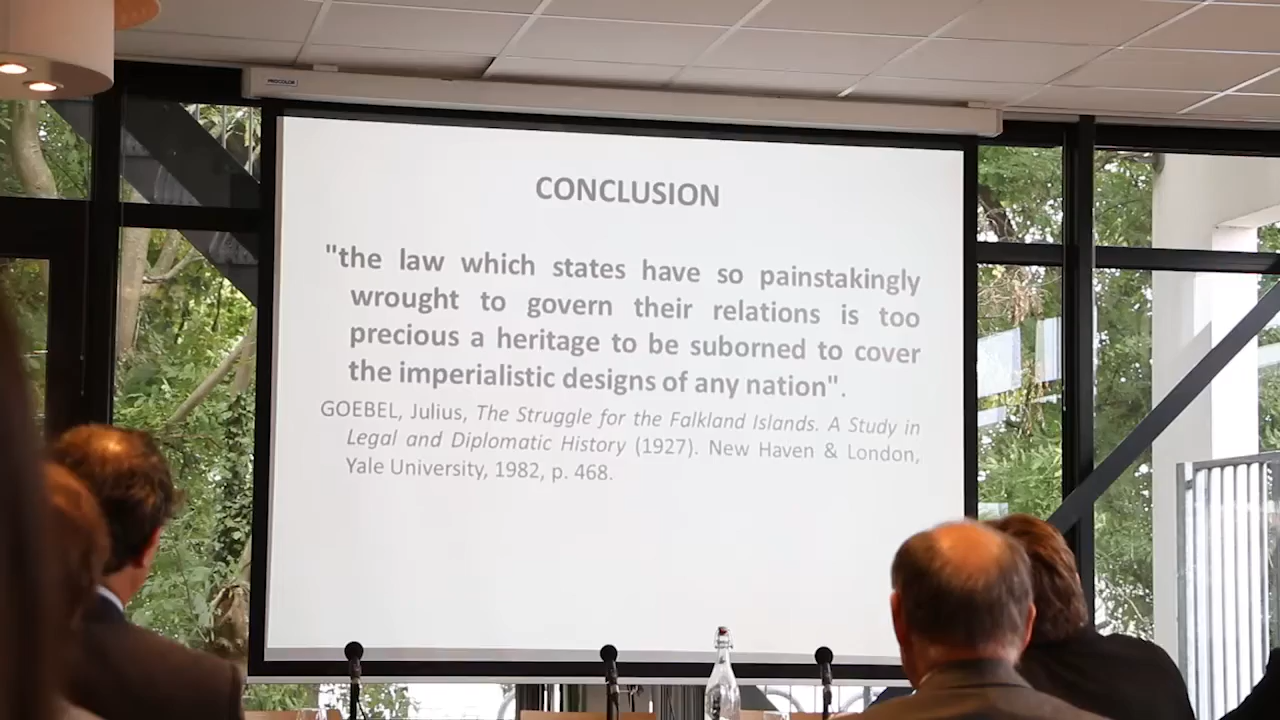 CONCLUSION
"the law which states have so painstakingly
wrought to govern their relations is too
precious a heritage to be suborned to cover
the imperialistic designs of any nation".
GOEBEL, Julius, The Struggle for the Falkland Islands. A Study in
Legal and Diplomatic History (1927). New Haven & London,
Yale University, 1982, p. 468.